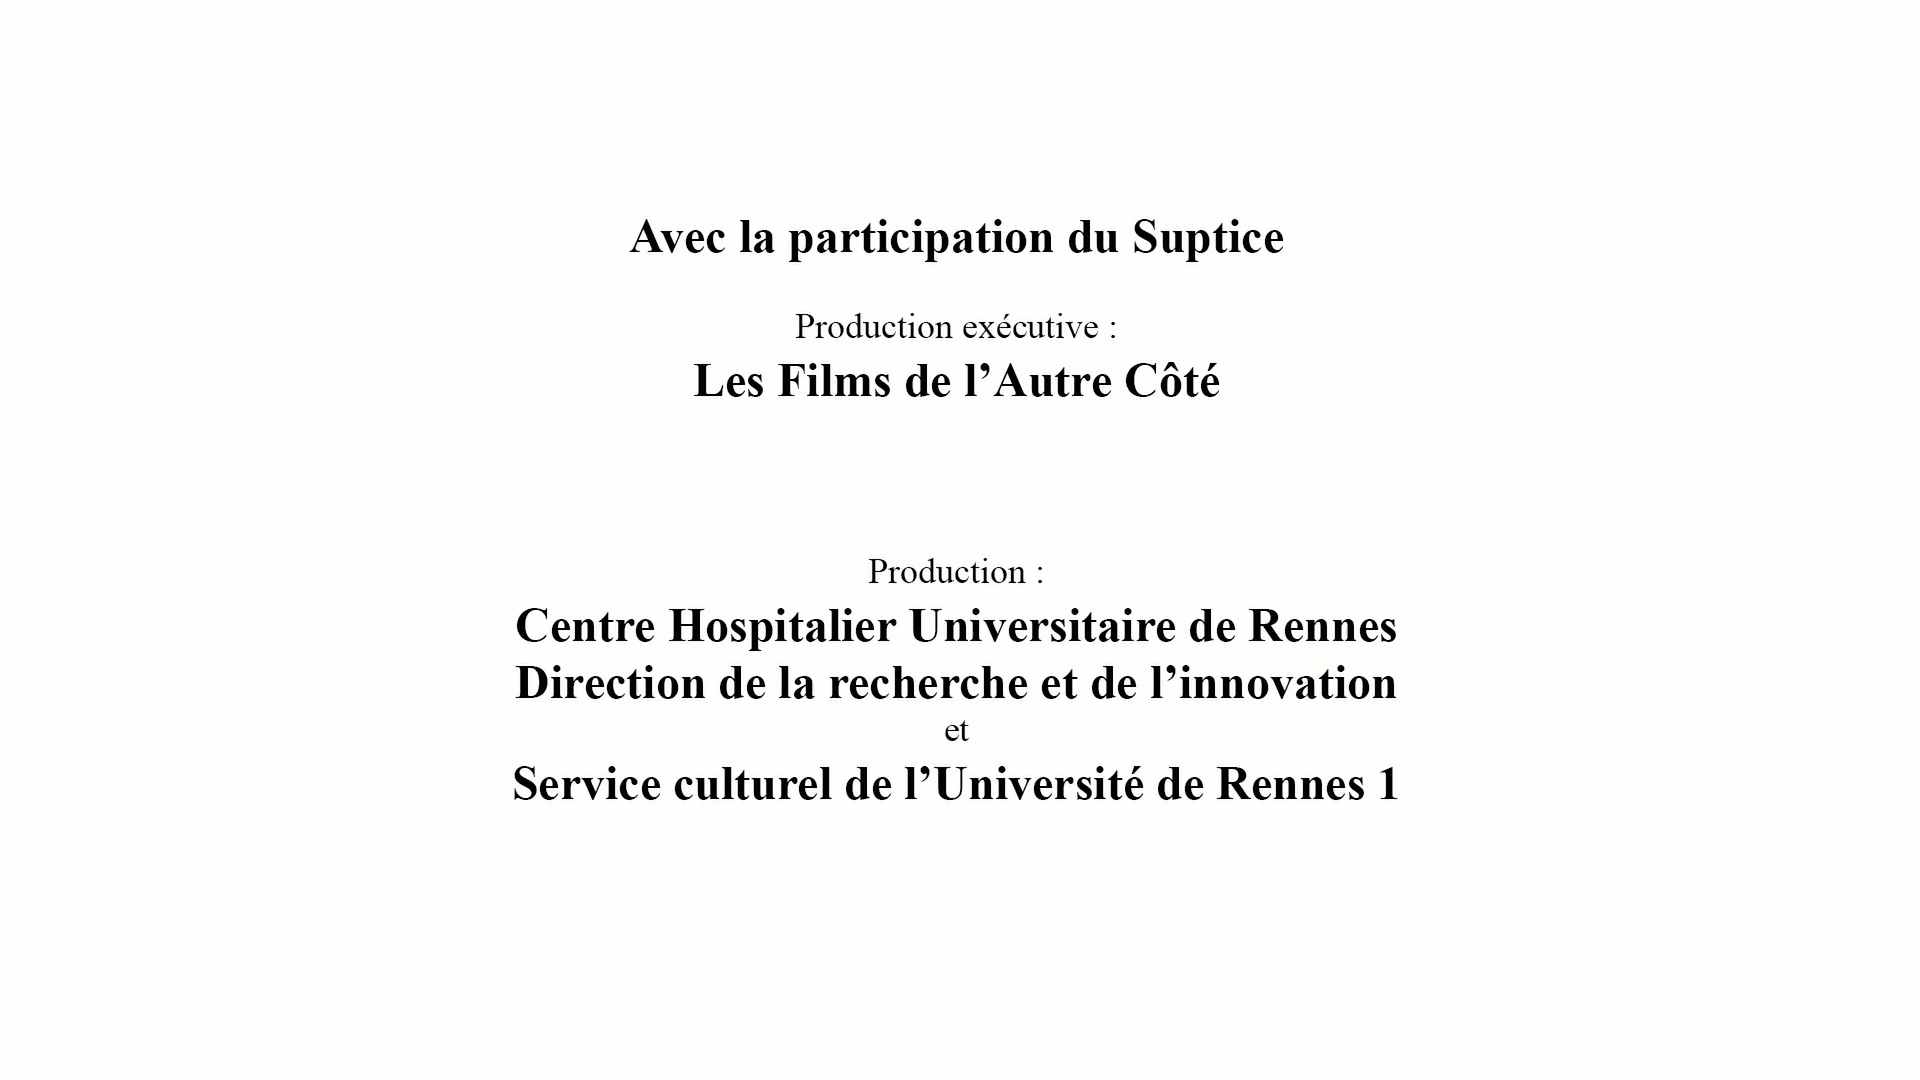 Avec la participation du Suptice
Production exécutive :
Les Films de l’Autre Côté
Production :
Centre Hospitalier Universitaire de Rennes
Direction de la recherche et de l’innovation
et
Service culturel de l’Université de Rennes 1